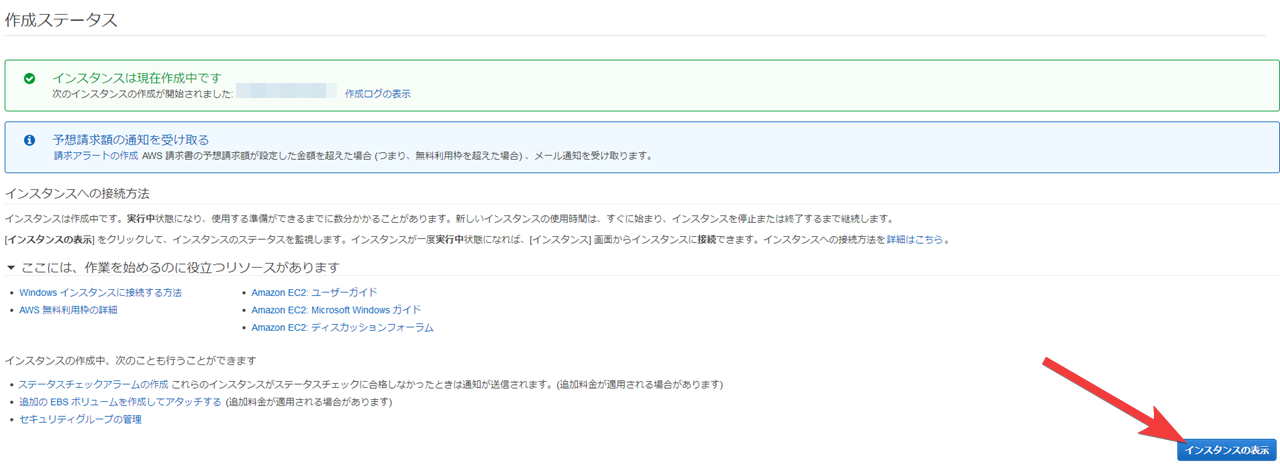 作成ステータス
インスタンスは現在作成中です
次のインスタンスの作成が開始されました: 作成ログの表示
予想請求額の通知を受け取る
請求アラートの作成 AWS 請求書の予想請求額が設定した金額を超えた場合 (つまり、無料利用枠を超えた場合) 、メール通知を受け取ります。
インスタンスへの接続方法
インスタンスは作成中です。実行中状態になり、使用する準備ができるまでに数分かかることがあります。新しいインスタンスの使用時間は、すぐに始まり、インスタンスを停止または終了するまで継続します。
[インスタンスの表示] をクリックして、インスタンスのステータスを監視します。インスタンスが一度実行中状態になれば、[インスタンス] 画面からインスタンスに接続できます。インスタンスへの接続方法を詳細はこちら。
ここには、作業を始めるのに役立つリソースがあります
Windows インスタンスに接続する方法
AWS 無料利用枠の詳細
Amazon EC2: ユーザーガイド
Amazon EC2: Microsoft Windows ガイド
Amazon EC2: ディスカッションフォーラム
インスタンスの作成中、次のことも行うことができます
ステータスチェックアラームの作成 これらのインスタンスがステータスチェックに合格しなかったときは通知が送信されます。(追加料金が適用される場合があります)
追加の EBS ボリュームを作成してアタッチする (追加料金が適用される場合があります)
セキュリティグループの管理
インスタンスの表示